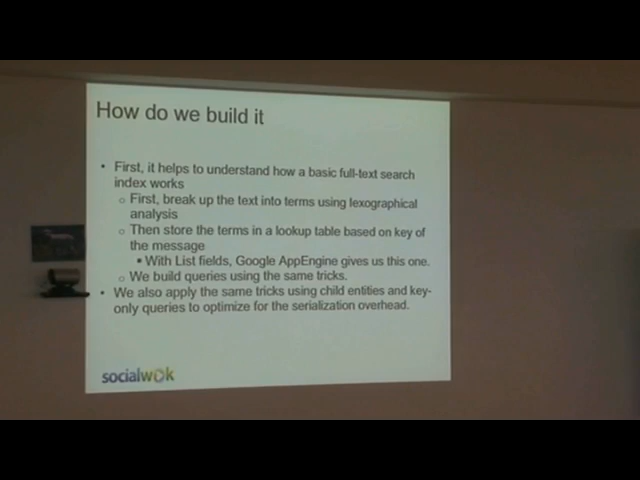 How do we build it
• First, it helps to understand how a basic full-text search
index works
o First, break up the text into terms using lexographical
analysis
o Then store the terms in a lookup table based on key of
the message
▪ With List fields, Google AppEngine gives us this one.
o We build queries using the same tricks.
• We also apply the same tricks using child entities and key-
only queries to optimize for the serialization overhead.
socialwok